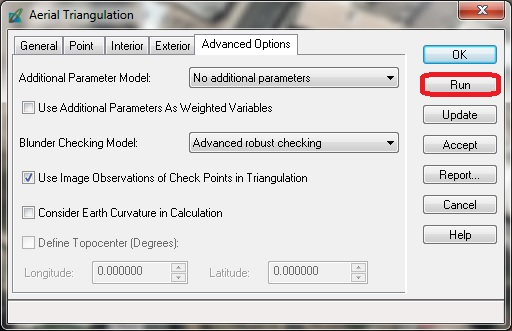 Aerial Triangulation
General Point Interior Exterior Advanced Options
Additional Parameter Model: No additional parameters
Use Additional Parameters As Weighted Variables
Blunder Checking Model: Advanced robust checking
Use Image Observations of Check Points in Triangulation
Consider Earth Curvature in Calculation
Define Topocenter (Degrees):
Longitude: 0.000000 Latitude: 0.000000
OK
Run
Update
Accept
Report...
Cancel
Help